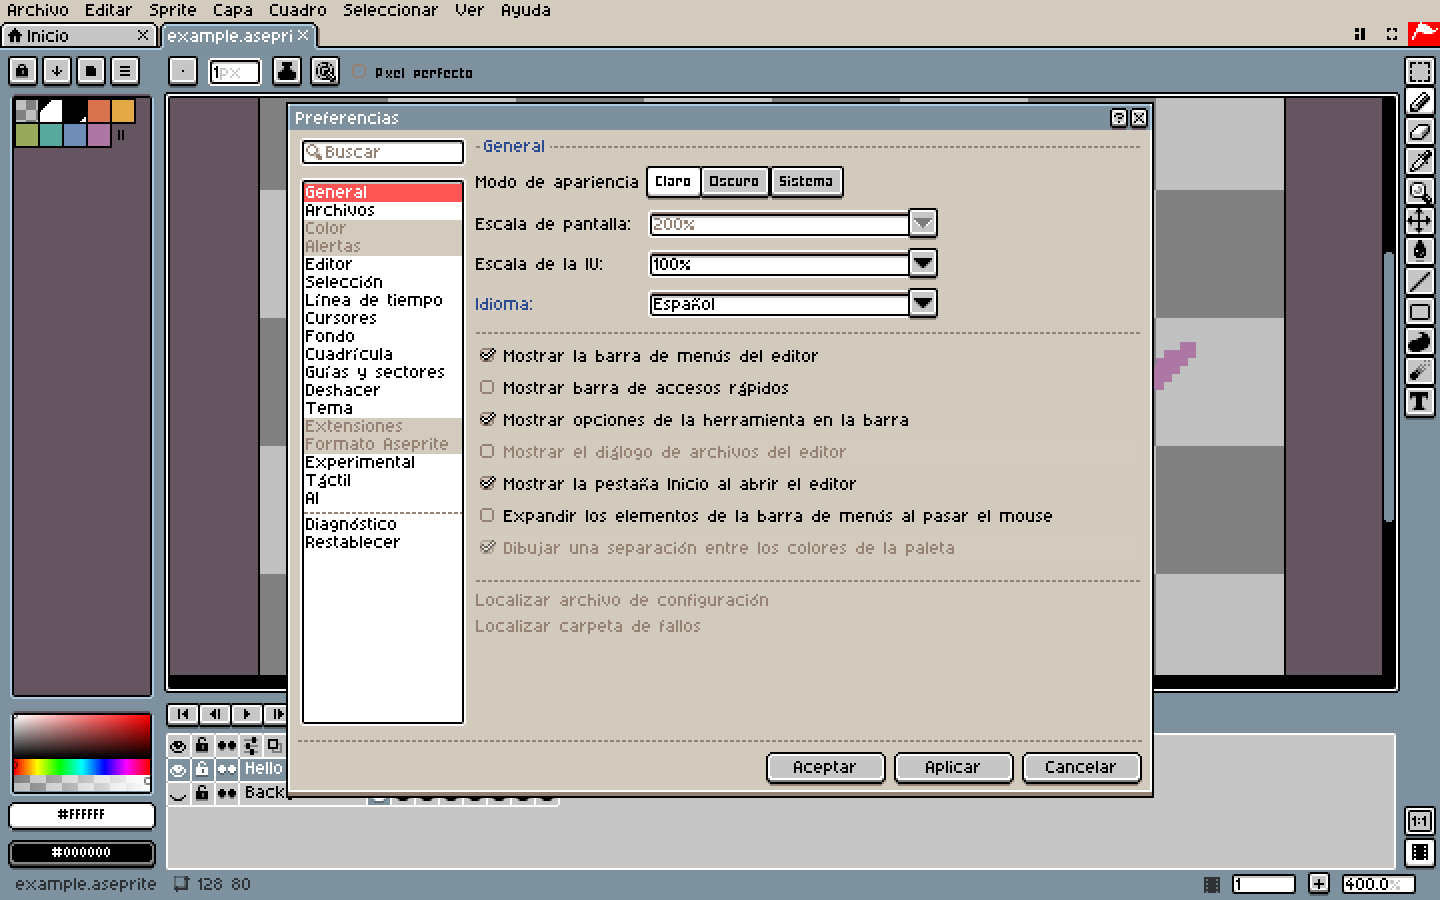 Archivo Editar Sprite Capa Cuadro Seleccionar Ver Ayuda
Inicio
example.asepri
1px
Pxel perfecto
Preferencias
Buscar
General
Archivos
Color
Alertas
Editor
Selección
Línea de tiempo
Cursores
Fondo
Cuadrícula
Guías y sectores
Deshacer
Tema
Extensiones
Formato Aseprite
Experimental
Táctil
AI
Diagnóstico
Restablecer
General
Modo de apariencia Claro Oscuro Sistema
Escala de pantalla: 200%
Escala de la IU: 100%
Idioma: Español
Mostrar la barra de menús del editor
Mostrar barra de accesos rápidos
Mostrar opciones de la herramienta en la barra
Mostrar el diálogo de archivos del editor
Mostrar la pestaña Inicio al abrir el editor
Expandir los elementos de la barra de menús al pasar el mouse
Dibujar una separación entre los colores de la paleta
Localizar archivo de configuración
Localizar carpeta de fallos
Aceptar Aplicar Cancelar
Hello
Back
#FFFFFF
#000000
1:1
example.aseprite 128 80
1
400.0%